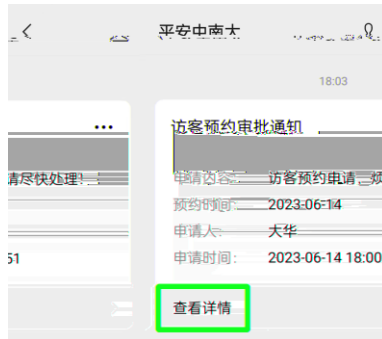 平安中南大
18:03
访客预约审批通知
请尽快处理！
申请内容： 访客预约申请 烦
预约时间： 2023-06-14
申请人： 大华
51
申请时间： 2023-06-14 18:00
查看详情